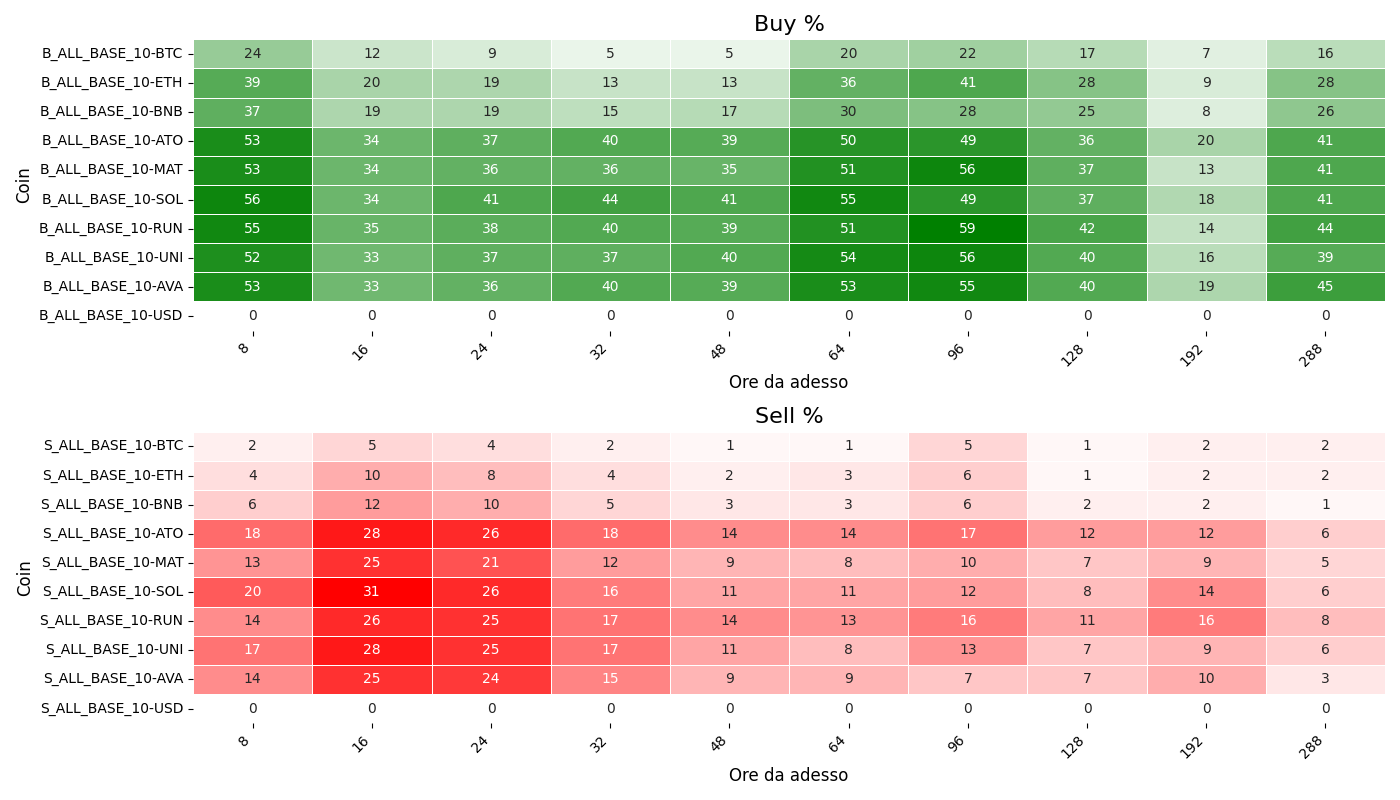 Buy %
B_ALL_BASE_10-BTC 24 12 9 5 5 20 22 17 7 16
B_ALL_BASE_10-ETH 39 20 19 13 13 36 41 28 9 28
B_ALL_BASE_10-BNB 37 19 19 15 17 30 28 25 8 26
B_ALL_BASE_10-ATO 53 34 37 40 39 50 49 36 20 41
B_ALL_BASE_10-MAT 53 34 36 36 35 51 56 37 13 41
B_ALL_BASE_10-SOL 56 34 41 44 41 55 49 37 18 41
B_ALL_BASE_10-RUN 55 35 38 40 39 51 59 42 14 44
B_ALL_BASE_10-UNI 52 33 37 37 40 54 56 40 16 39
B_ALL_BASE_10-AVA 53 33 36 40 39 53 55 40 19 45
B_ALL_BASE_10-USD 0 0 0 0 0 0 0 0 0 0
Coin
8 16 24 32 48 64 96 128 192 288
Ore da adesso
Sell %
S_ALL_BASE_10-BTC 2 5 4 2 1 1 5 1 2 2
S_ALL_BASE_10-ETH 4 10 8 4 2 3 6 1 2 2
S_ALL_BASE_10-BNB 6 12 10 5 3 3 6 2 2 1
S_ALL_BASE_10-ATO 18 28 26 18 14 14 17 12 12 6
S_ALL_BASE_10-MAT 13 25 21 12 9 8 10 7 9 5
S_ALL_BASE_10-SOL 20 31 26 16 11 11 12 8 14 6
S_ALL_BASE_10-RUN 14 26 25 17 14 13 16 11 16 8
S_ALL_BASE_10-UNI 17 28 25 17 11 8 13 7 9 6
S_ALL_BASE_10-AVA 14 25 24 15 9 9 7 7 10 3
S_ALL_BASE_10-USD 0 0 0 0 0 0 0 0 0 0
Coin
8 16 24 32 48 64 96 128 192 288
Ore da adesso